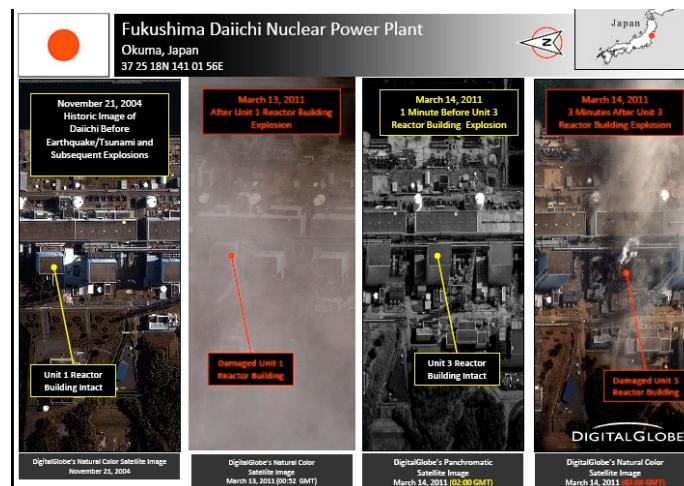 Fukushima Daiichi Nuclear Power Plant
Okuma, Japan
37 25 18N 141 01 56E
N
Japan
November 21, 2004
Historic Image of
Daiichi Before
Earthquake/Tsunami and
Subsequent Explosions
Unit 1 Reactor
Building Intact
DigitalGlobe's Natural Color Satellite Image
November 21, 2004
March 13, 2011
After Unit 1 Reactor Building
Explosion
Damaged Unit 1
Reactor Building
DigitalGlobe's Natural Color
Satellite Image
March 13, 2011 (00:52 GMT)
March 14, 2011
1 Minute Before Unit 3
Reactor Building Explosion
Unit 3 Reactor
Building Intact
DigitalGlobe's Panchromatic
Satellite Image
March 14, 2011 (02:00 GMT)
March 14, 2011
3 Minutes After Unit 3
Reactor Building Explosion
Damaged Unit 3
Reactor Building
DIGITALGLOBE
DigitalGlobe's Natural Color
Satellite Image
March 14, 2011 (02:04 GMT)